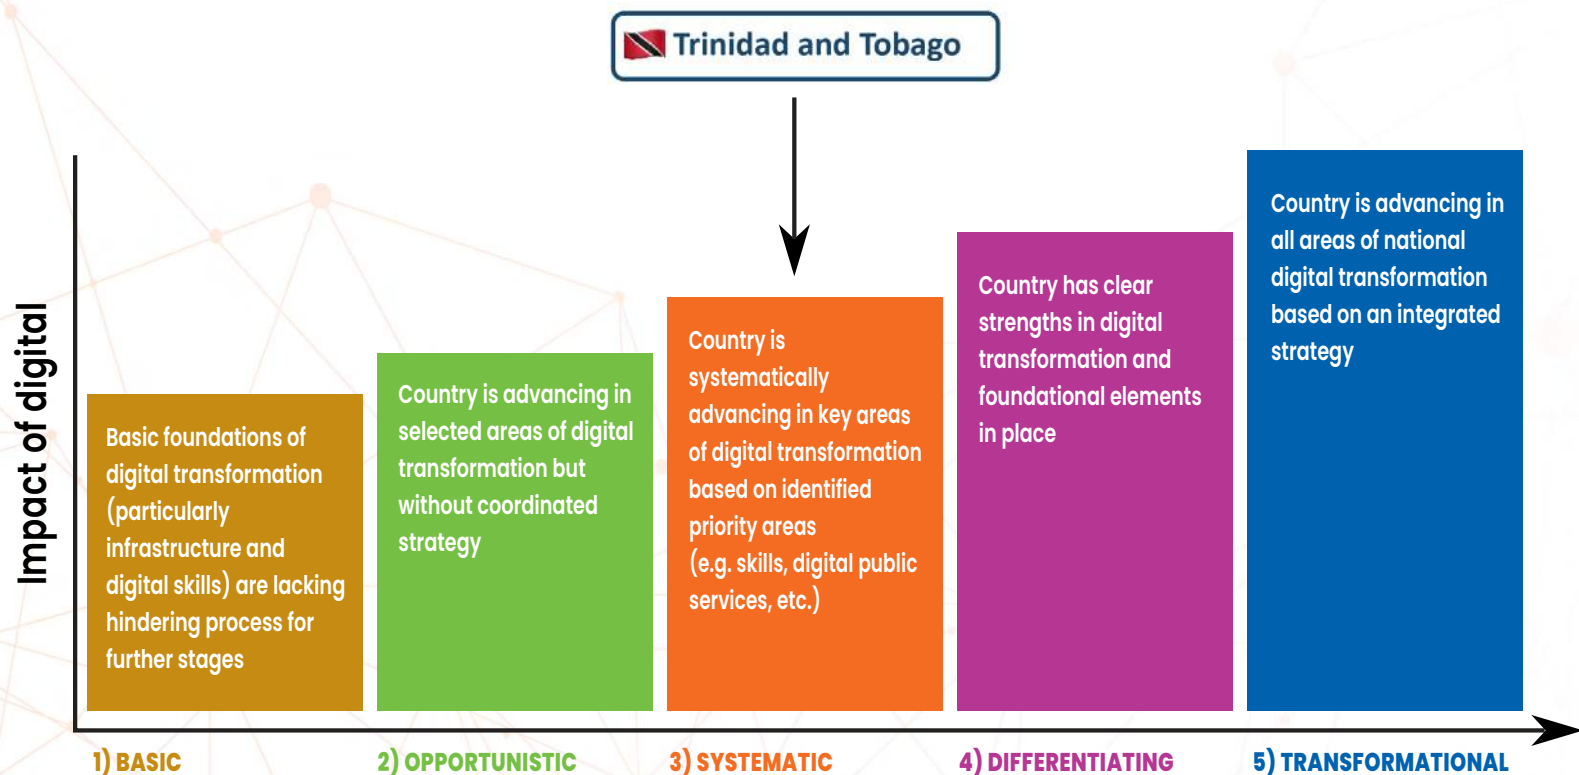 Trinidad and Tobago
Impact of digital
Basic foundations of
digital transformation
(particularly
infrastructure and
digital skills) are lacking
hindering process for
further stages
Country is advancing in
selected areas of digital
transformation but
without coordinated
strategy
Country is
systematically
advancing in key areas
of digital transformation
based on identified
priority areas
(e.g. skills, digital public
services, etc.)
Country has clear
strengths in digital
transformation and
foundational elements
in place
Country is advancing in
all areas of national
digital transformation
based on an integrated
strategy
1) BASIC
2) OPPORTUNISTIC
3) SYSTEMATIC
4) DIFFERENTIATING
5) TRANSFORMATIONAL